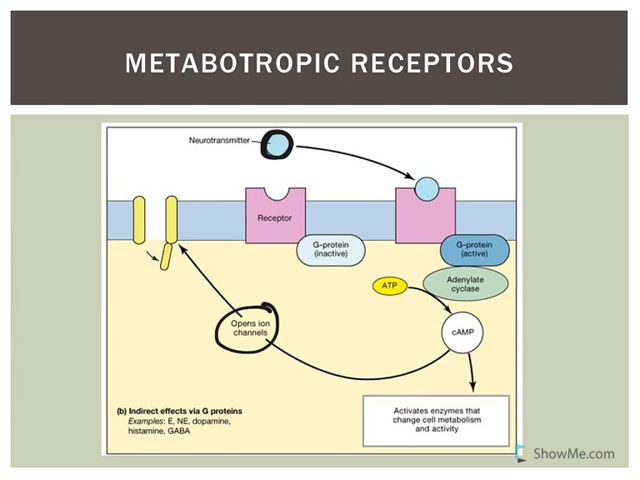 METABOTROPIC RECEPTORS
Neurotransmitter
Receptor
G-protein
(inactive)
G-protein
(active)
Adenylate
cyclase
ATP
cAMP
Opens ion
channels
(b) Indirect effects via G proteins
Examples: E, NE, dopamine,
histamine, GABA
Activates enzymes that
change cell metabolism
and activity
ShowMe.com